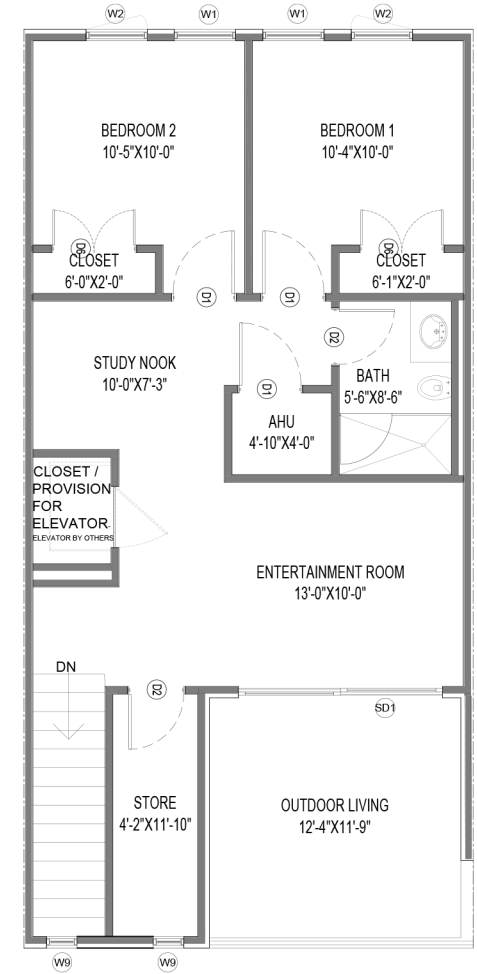 W2
W1
W1
W2
BEDROOM 2
10'-5"X10'-0"
BEDROOM 1
10'-4"X10'-0"
D6
CLOSET
6'-0"X2'-0"
D6
CLOSET
6'-1"X2'-0"
D1
D1
D2
STUDY NOOK
10'-0"X7'-3"
BATH
5'-6"X8'-6"
D1
AHU
4'-10"X4'-0"
CLOSET /
PROVISION
FOR
ELEVATOR
ELEVATOR BY OTHERS
ENTERTAINMENT ROOM
13'-0"X10'-0"
DN
D2
SD1
STORE
4'-2"X11'-10"
OUTDOOR LIVING
12'-4"X11'-9"
W9
W9